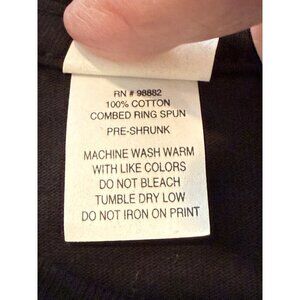 RN # 98882
100% COTTON
COMBED RING SPUN
PRE-SHRUNK
MACHINE WASH WARM
WITH LIKE COLORS
DO NOT BLEACH
TUMBLE DRY LOW
DO NOT IRON ON PRINT